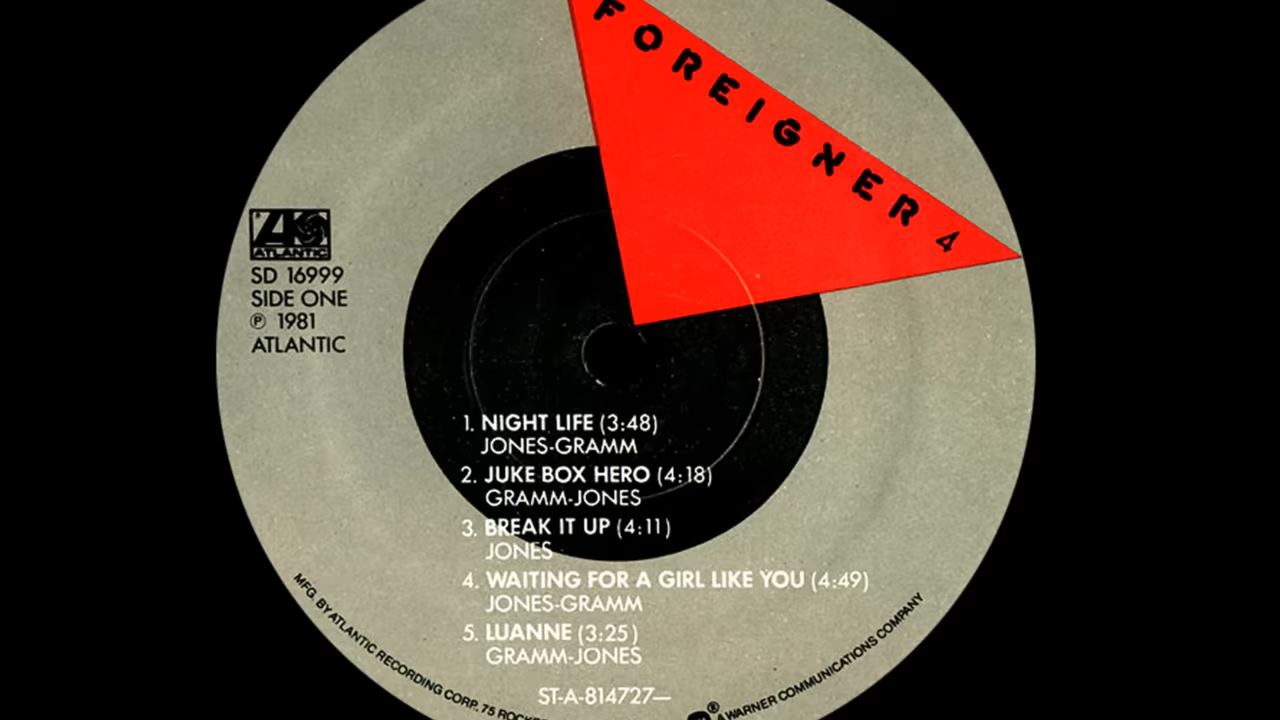 FOREIGNER 4
ATLANTIC
SD 16999
SIDE ONE
℗ 1981
ATLANTIC
1. NIGHT LIFE (3:48)
JONES-GRAMM
2. JUKE BOX HERO (4:18)
GRAMM-JONES
3. BREAK IT UP (4:11)
JONES
4. WAITING FOR A GIRL LIKE YOU (4:49)
JONES-GRAMM
5. LUANNE (3:25)
GRAMM-JONES
ST-A-814727—
MFG. BY ATLANTIC RECORDING CORP. 75
® A WARNER COMMUNICATIONS COMPANY